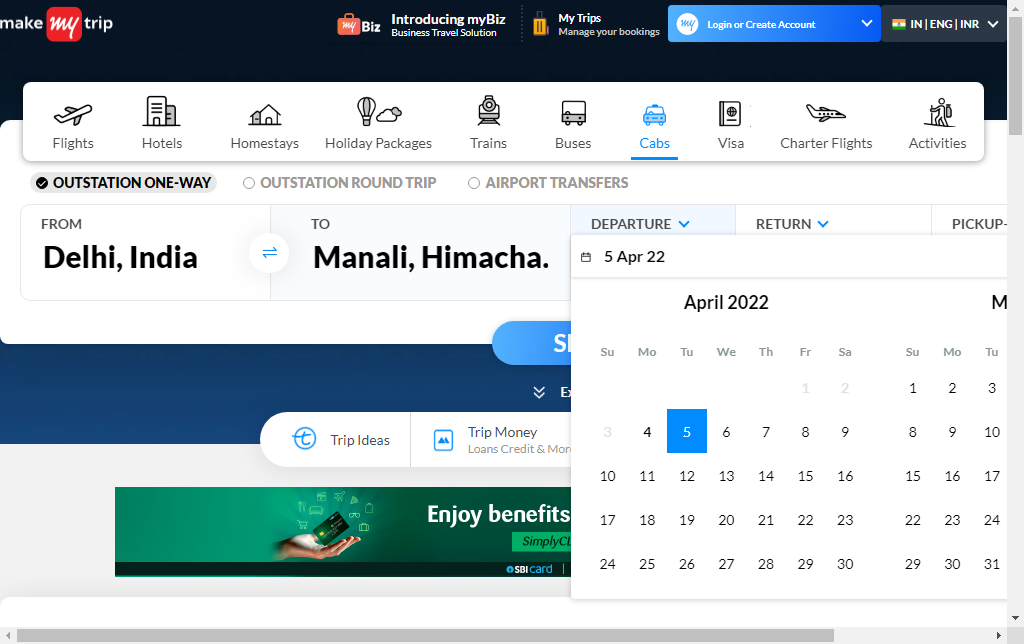 make my trip
myBiz
Introducing myBiz
Business Travel Solution
My Trips
Manage your bookings
my
Login or Create Account
IN | ENG | INR
Flights
Hotels
Homestays
Holiday Packages
Trains
Buses
Cabs
Visa
Charter Flights
Activities
OUTSTATION ONE-WAY
OUTSTATION ROUND TRIP
AIRPORT TRANSFERS
FROM
Delhi, India
TO
Manali, Himacha.
DEPARTURE
RETURN
PICKUP-
5 Apr 22
April 2022
M
Su Mo Tu We Th Fr Sa
Su Mo Tu
1 2
1 2 3
3 4 5 6 7 8 9
8 9 10
10 11 12 13 14 15 16
15 16 17
17 18 19 20 21 22 23
22 23 24
24 25 26 27 28 29 30
29 30 31
Trip Ideas
Trip Money
Loans Credit & More
Enjoy benefits
SBI card